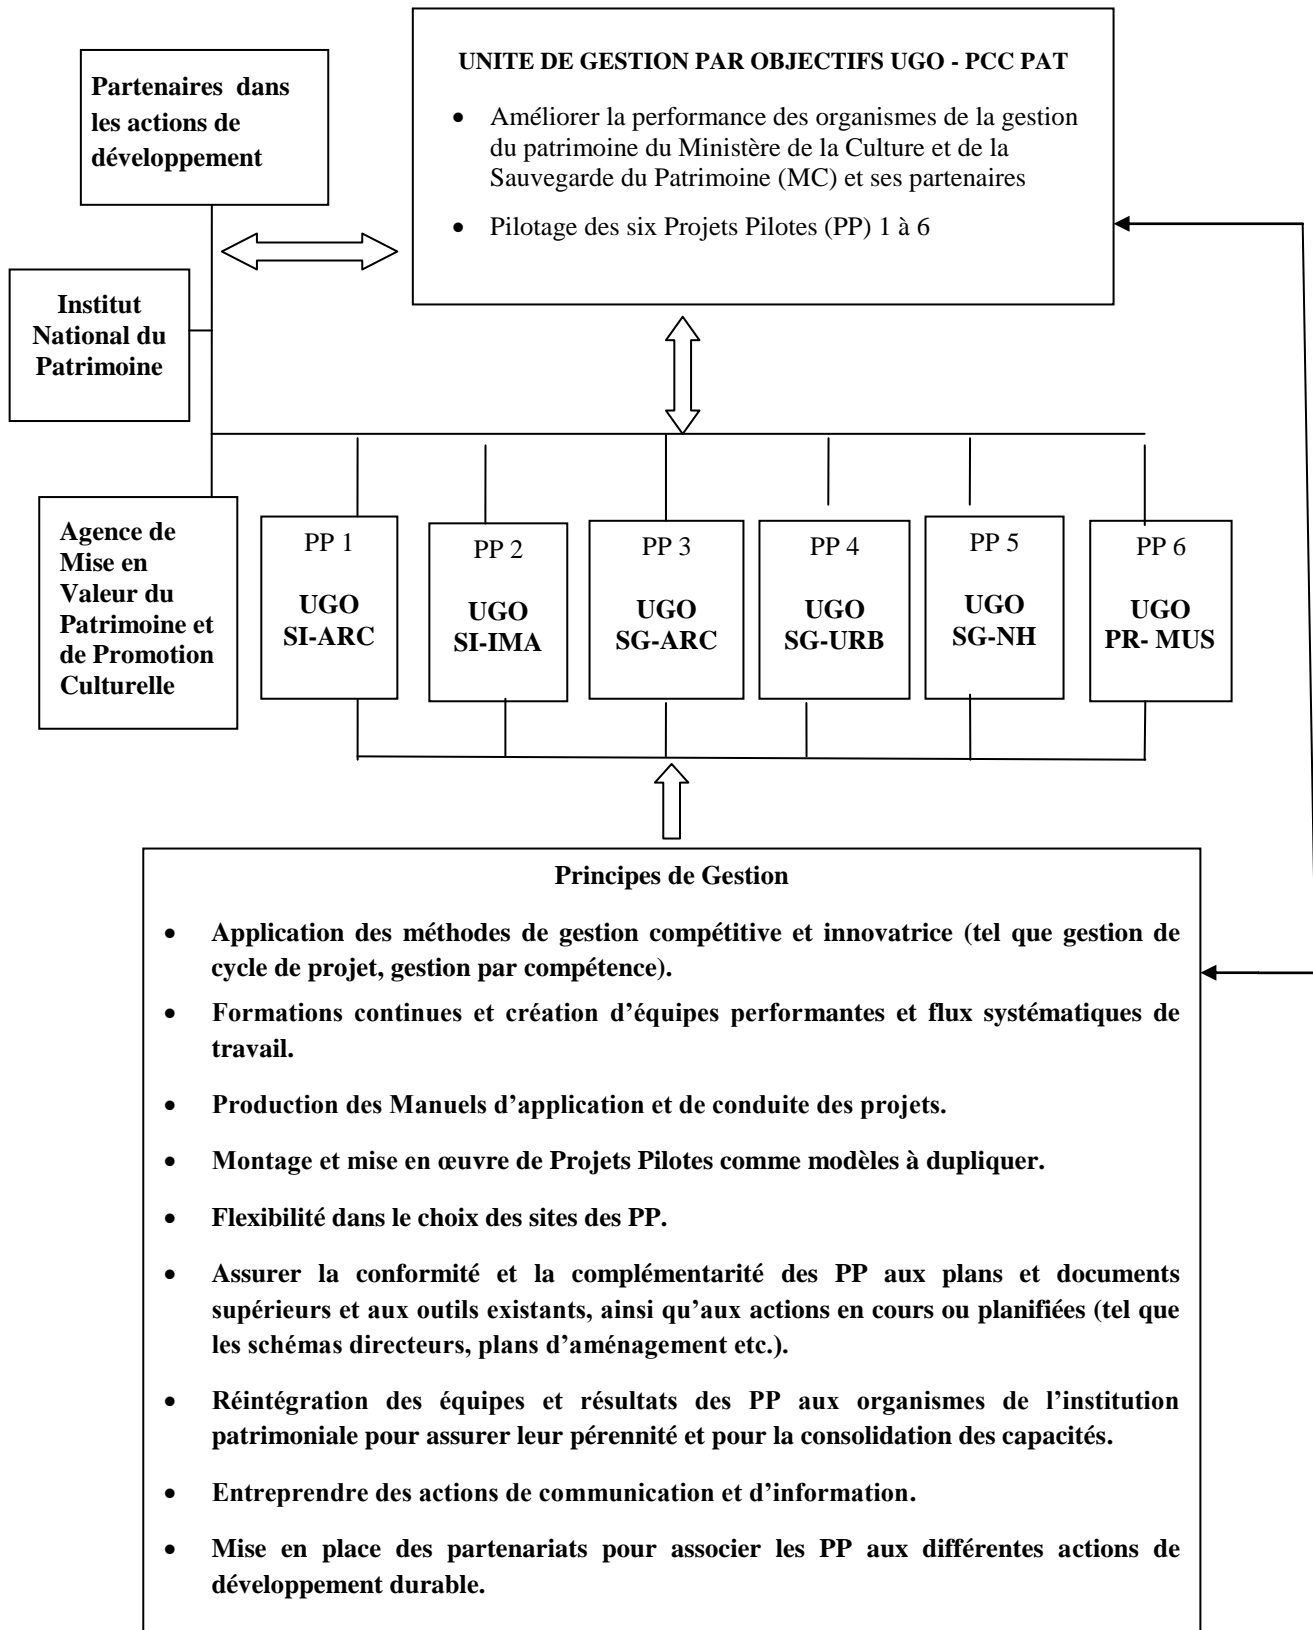 Partenaires dans
les actions de
développement
UNITE DE GESTION PAR OBJECTIFS UGO - PCC PAT
• Améliorer la performance des organismes de la gestion
du patrimoine du Ministère de la Culture et de la
Sauvegarde du Patrimoine (MC) et ses partenaires
• Pilotage des six Projets Pilotes (PP) 1 à 6
Institut
National du
Patrimoine
Agence de
Mise en
Valeur du
Patrimoine et
de Promotion
Culturelle
PP 1
UGO
SI-ARC
PP 2
UGO
SI-IMA
PP 3
UGO
SG-ARC
PP 4
UGO
SG-URB
PP 5
UGO
SG-NH
PP 6
UGO
PR- MUS
Principes de Gestion
• Application des méthodes de gestion compétitive et innovatrice (tel que gestion de
cycle de projet, gestion par compétence).
• Formations continues et création d’équipes performantes et flux systématiques de
travail.
• Production des Manuels d’application et de conduite des projets.
• Montage et mise en œuvre de Projets Pilotes comme modèles à dupliquer.
• Flexibilité dans le choix des sites des PP.
• Assurer la conformité et la complémentarité des PP aux plans et documents
supérieurs et aux outils existants, ainsi qu’aux actions en cours ou planifiées (tel que
les schémas directeurs, plans d’aménagement etc.).
• Réintégration des équipes et résultats des PP aux organismes de l’institution
patrimoniale pour assurer leur pérennité et pour la consolidation des capacités.
• Entreprendre des actions de communication et d’information.
• Mise en place des partenariats pour associer les PP aux différentes actions de
développement durable.